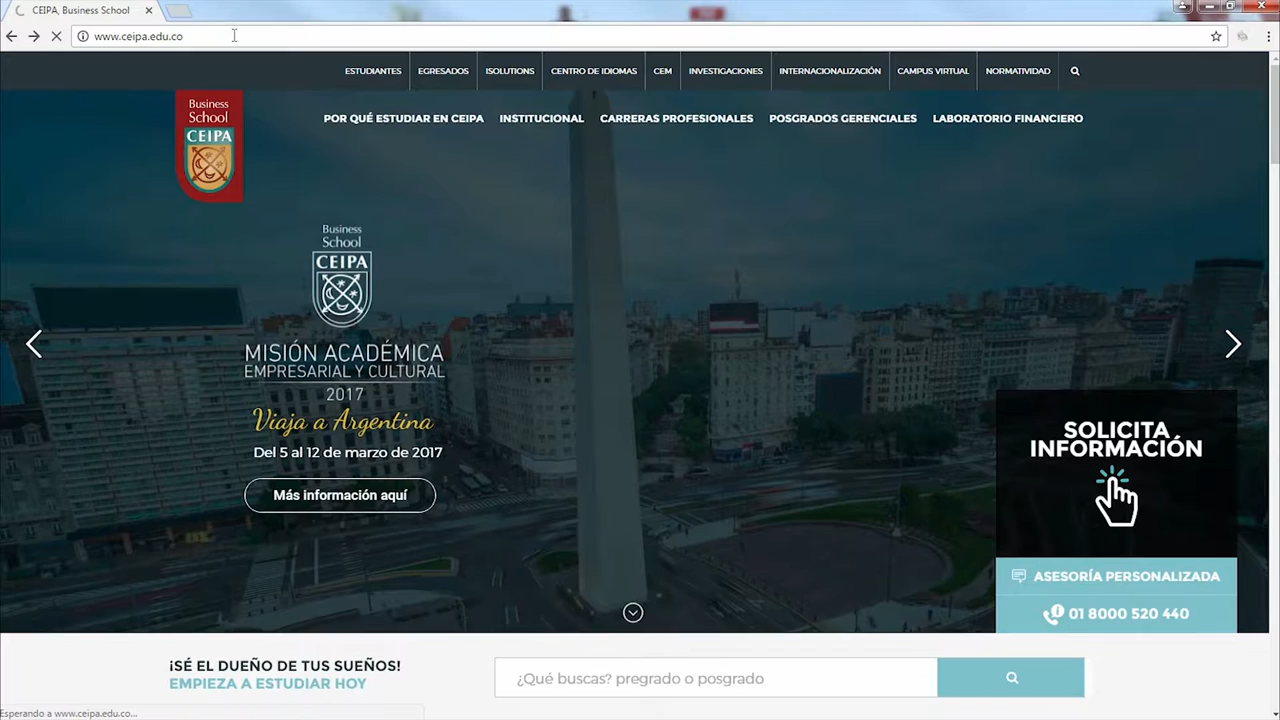 CEIPA, Business School
www.ceipa.edu.co
ESTUDIANTES
EGRESADOS
ISOLUTIONS
CENTRO DE IDIOMAS
CEM
INVESTIGACIONES
INTERNACIONALIZACIÓN
CAMPUS VIRTUAL
NORMATIVIDAD
Business
School
CEIPA
POR QUÉ ESTUDIAR EN CEIPA
INSTITUCIONAL
CARRERAS PROFESIONALES
POSGRADOS GERENCIALES
LABORATORIO FINANCIERO
Business
School
CEIPA
MISIÓN ACADÉMICA
EMPRESARIAL Y CULTURAL
2017
Viaja a Argentina
Del 5 al 12 de marzo de 2017
Más información aquí
SOLICITA
INFORMACIÓN
ASESORÍA PERSONALIZADA
01 8000 520 440
¡SÉ EL DUEÑO DE TUS SUEÑOS!
EMPIEZA A ESTUDIAR HOY
¿Qué buscas? pregrado o posgrado
Esperando a www.ceipa.edu.co...